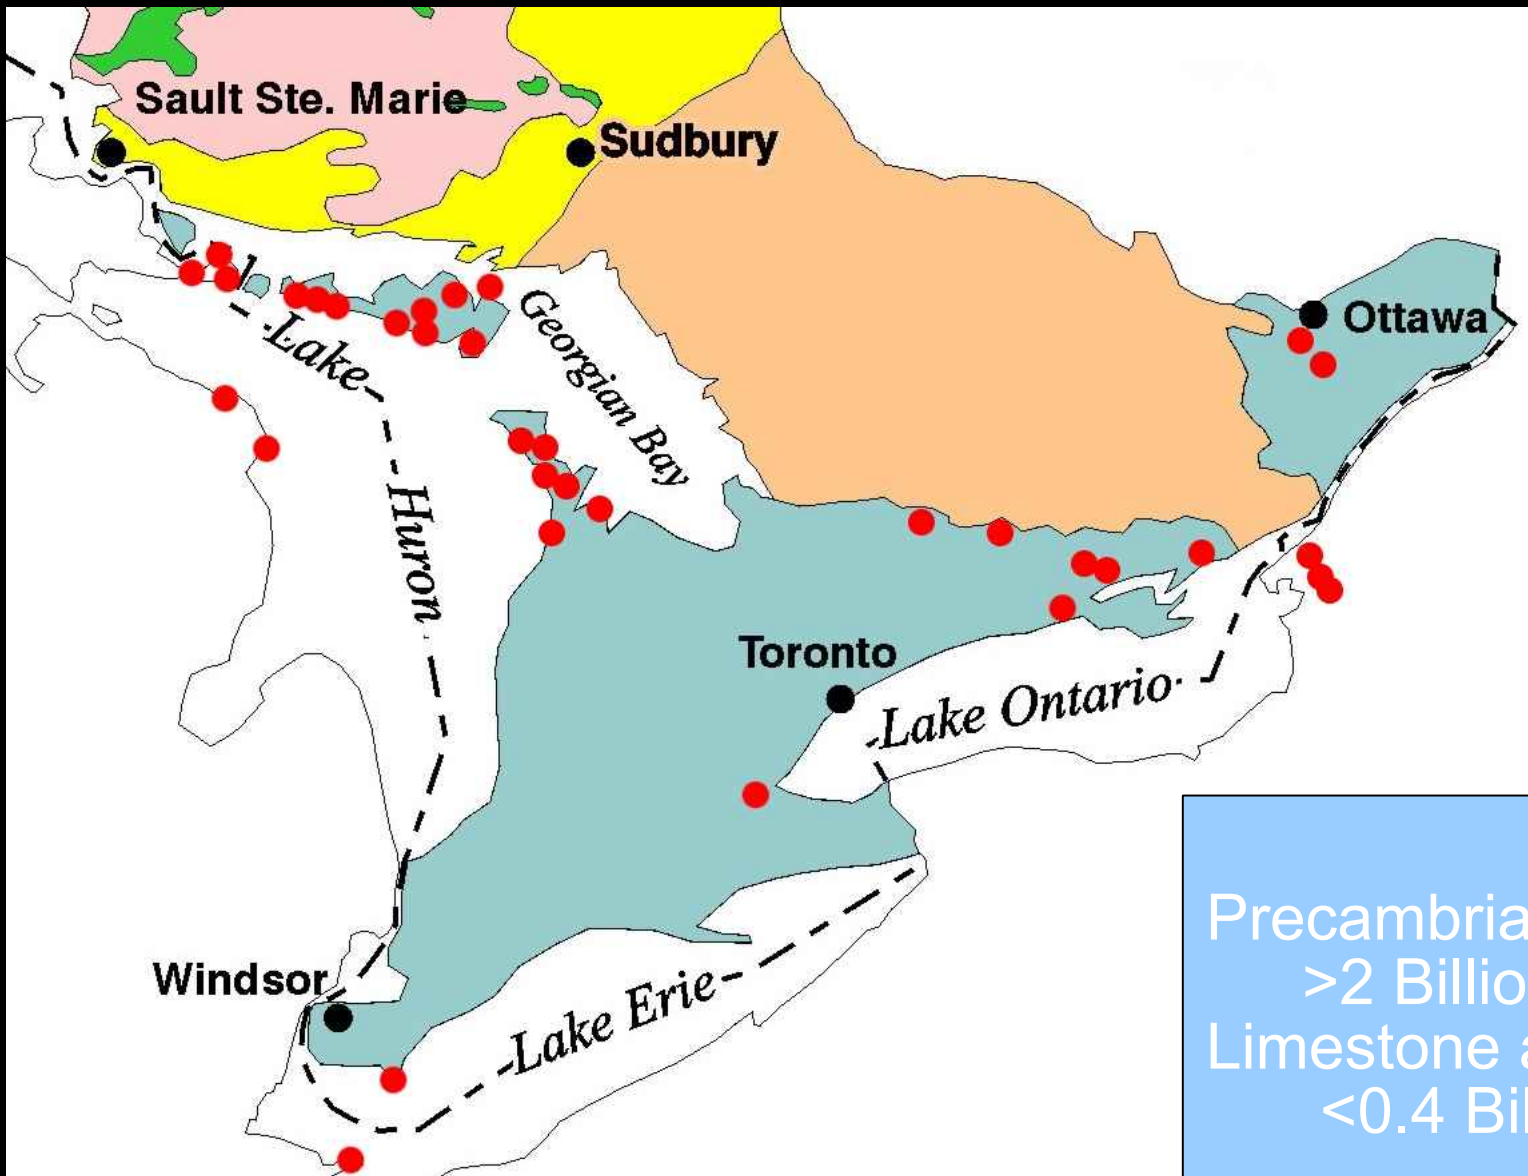 Sault Ste. Marie
Sudbury
Ottawa
Georgian Bay
Lake
Huron
Toronto
Lake Ontario
Windsor
Lake Erie
Precambria
>2 Billio
Limestone a
<0.4 Bil